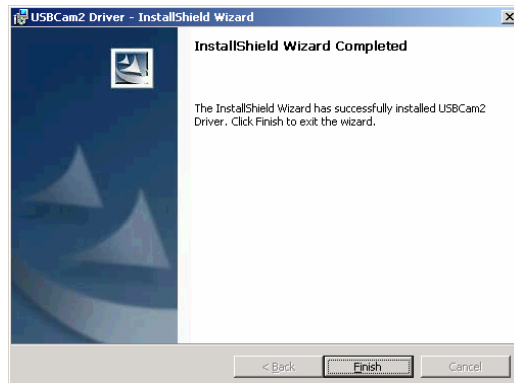 USBCam2 Driver - InstallShield Wizard
InstallShield Wizard Completed
The InstallShield Wizard has successfully installed USBCam2
Driver. Click Finish to exit the wizard.
< Back Finish Cancel